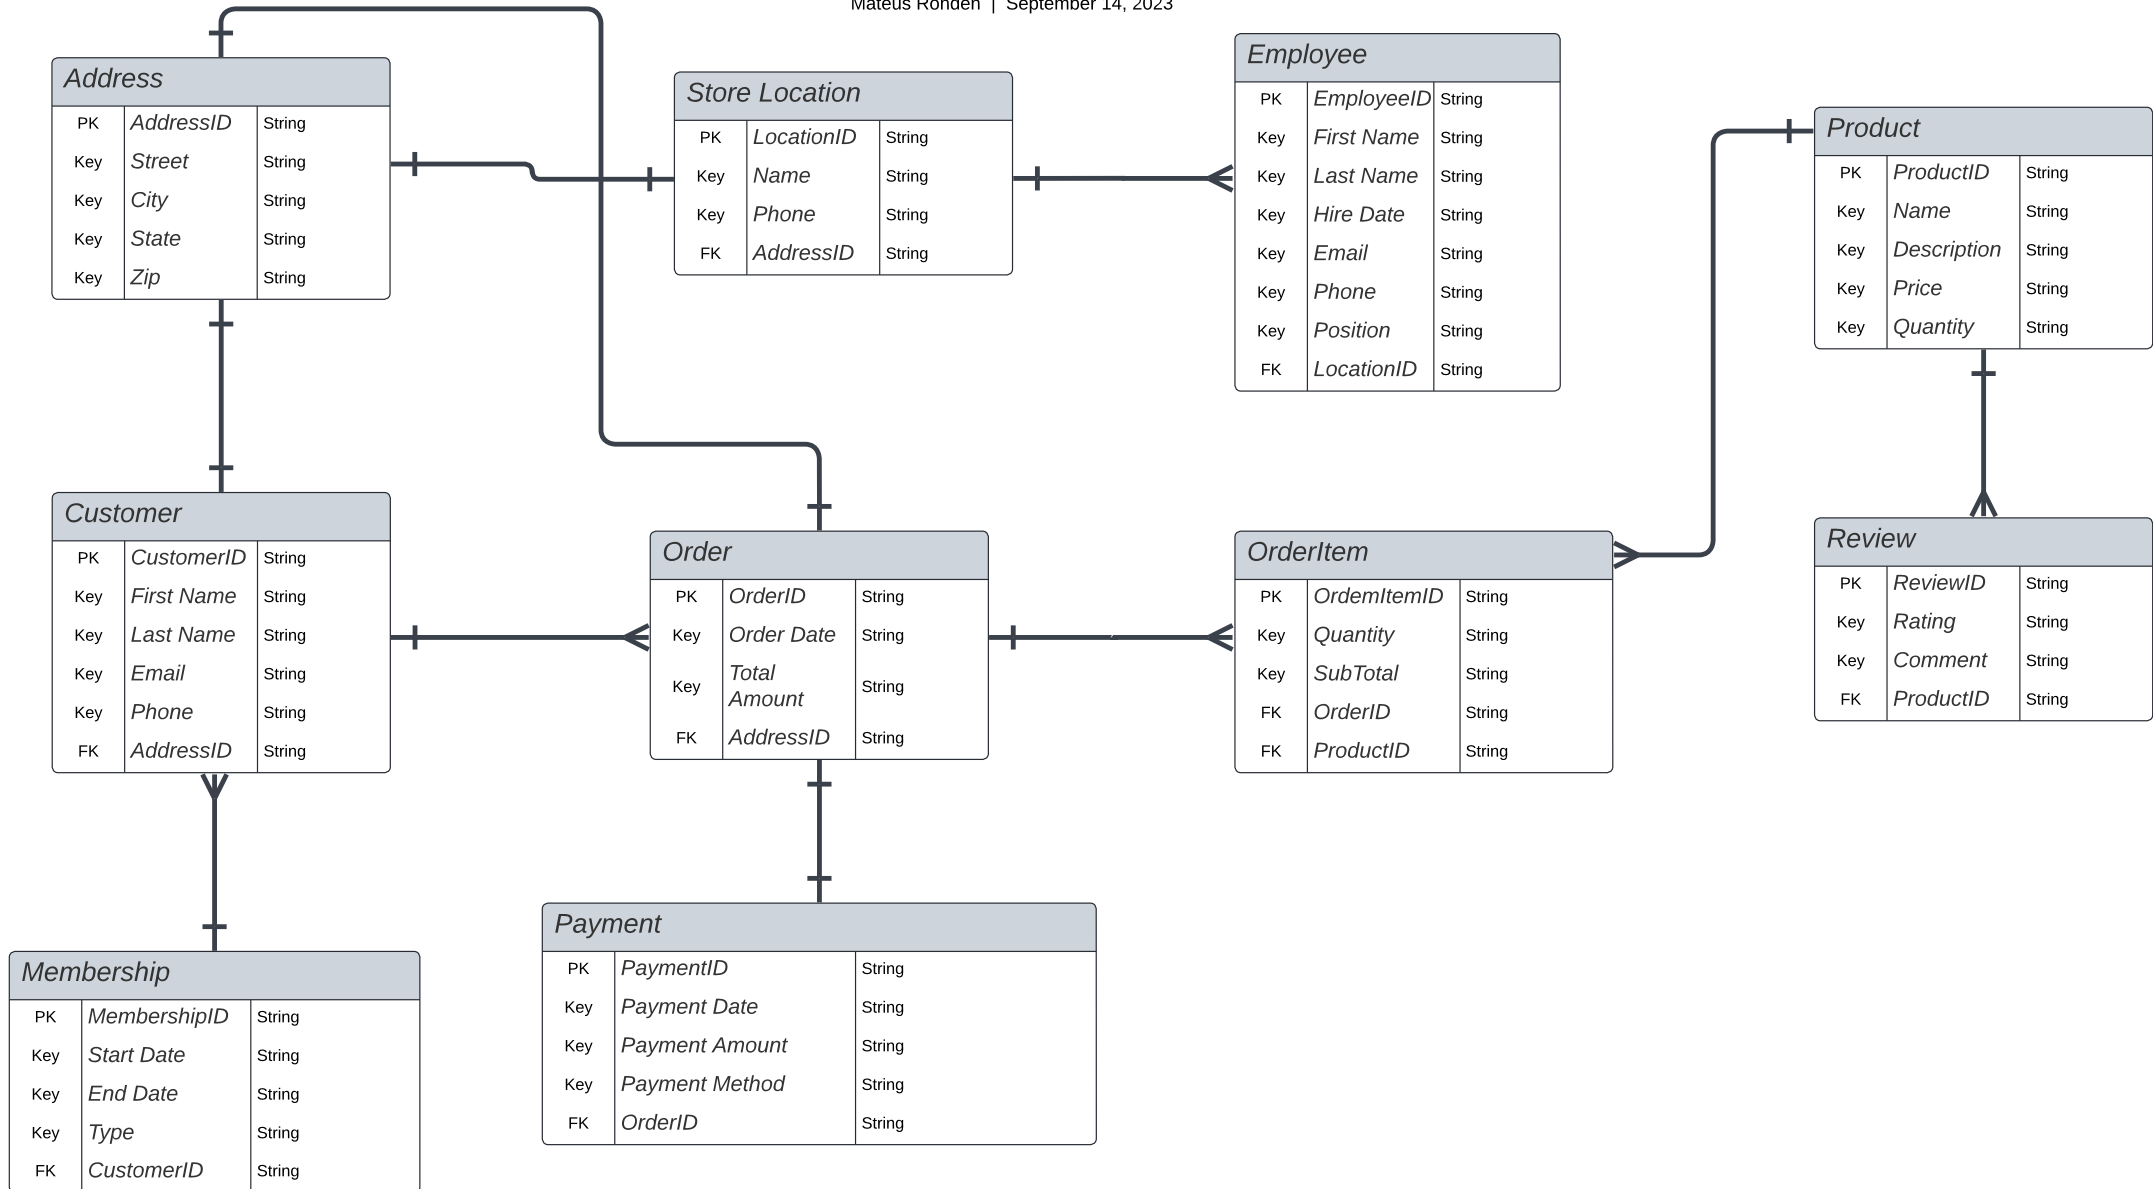 Mateus Ronden | September 14, 2023
Address
PK AddressID String
Key Street String
Key City String
Key State String
Key Zip String
Store Location
PK LocationID String
Key Name String
Key Phone String
FK AddressID String
Employee
PK EmployeeID String
Key First Name String
Key Last Name String
Key Hire Date String
Key Email String
Key Phone String
Key Position String
FK LocationID String
Product
PK ProductID String
Key Name String
Key Description String
Key Price String
Key Quantity String
Customer
PK CustomerID String
Key First Name String
Key Last Name String
Key Email String
Key Phone String
FK AddressID String
Order
PK OrderID String
Key Order Date String
Key Total Amount String
FK AddressID String
OrderItem
PK OrdemItemID String
Key Quantity String
Key SubTotal String
FK OrderID String
FK ProductID String
Review
PK ReviewID String
Key Rating String
Key Comment String
FK ProductID String
Membership
PK MembershipID String
Key Start Date String
Key End Date String
Key Type String
FK CustomerID String
Payment
PK PaymentID String
Key Payment Date String
Key Payment Amount String
Key Payment Method String
FK OrderID String